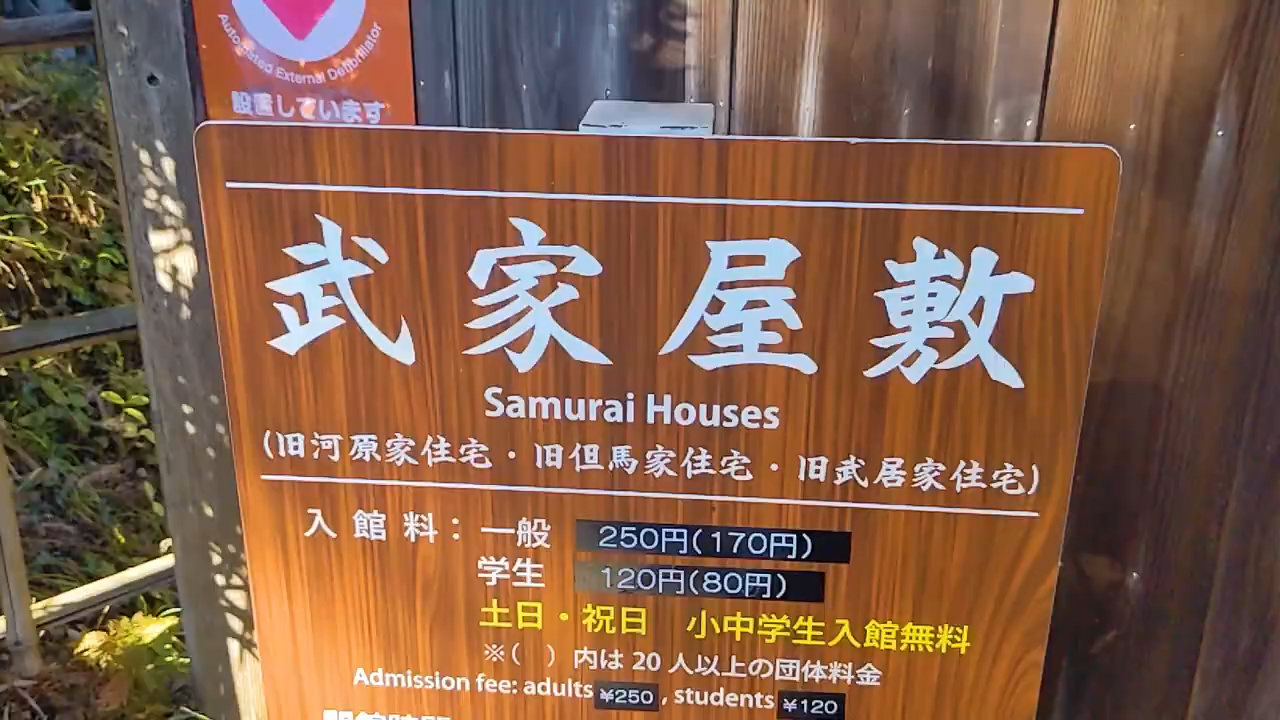 Automated External Defibrillator
設置しています
武家屋敷
Samurai Houses
(旧河原家住宅・旧但馬家住宅・旧武居家住宅)
入館料：一般 250円(170円)
学生 120円(80円)
土日・祝日 小中学生入館無料
※( )内は20人以上の団体料金
Admission fee: adults ¥250, students ¥120